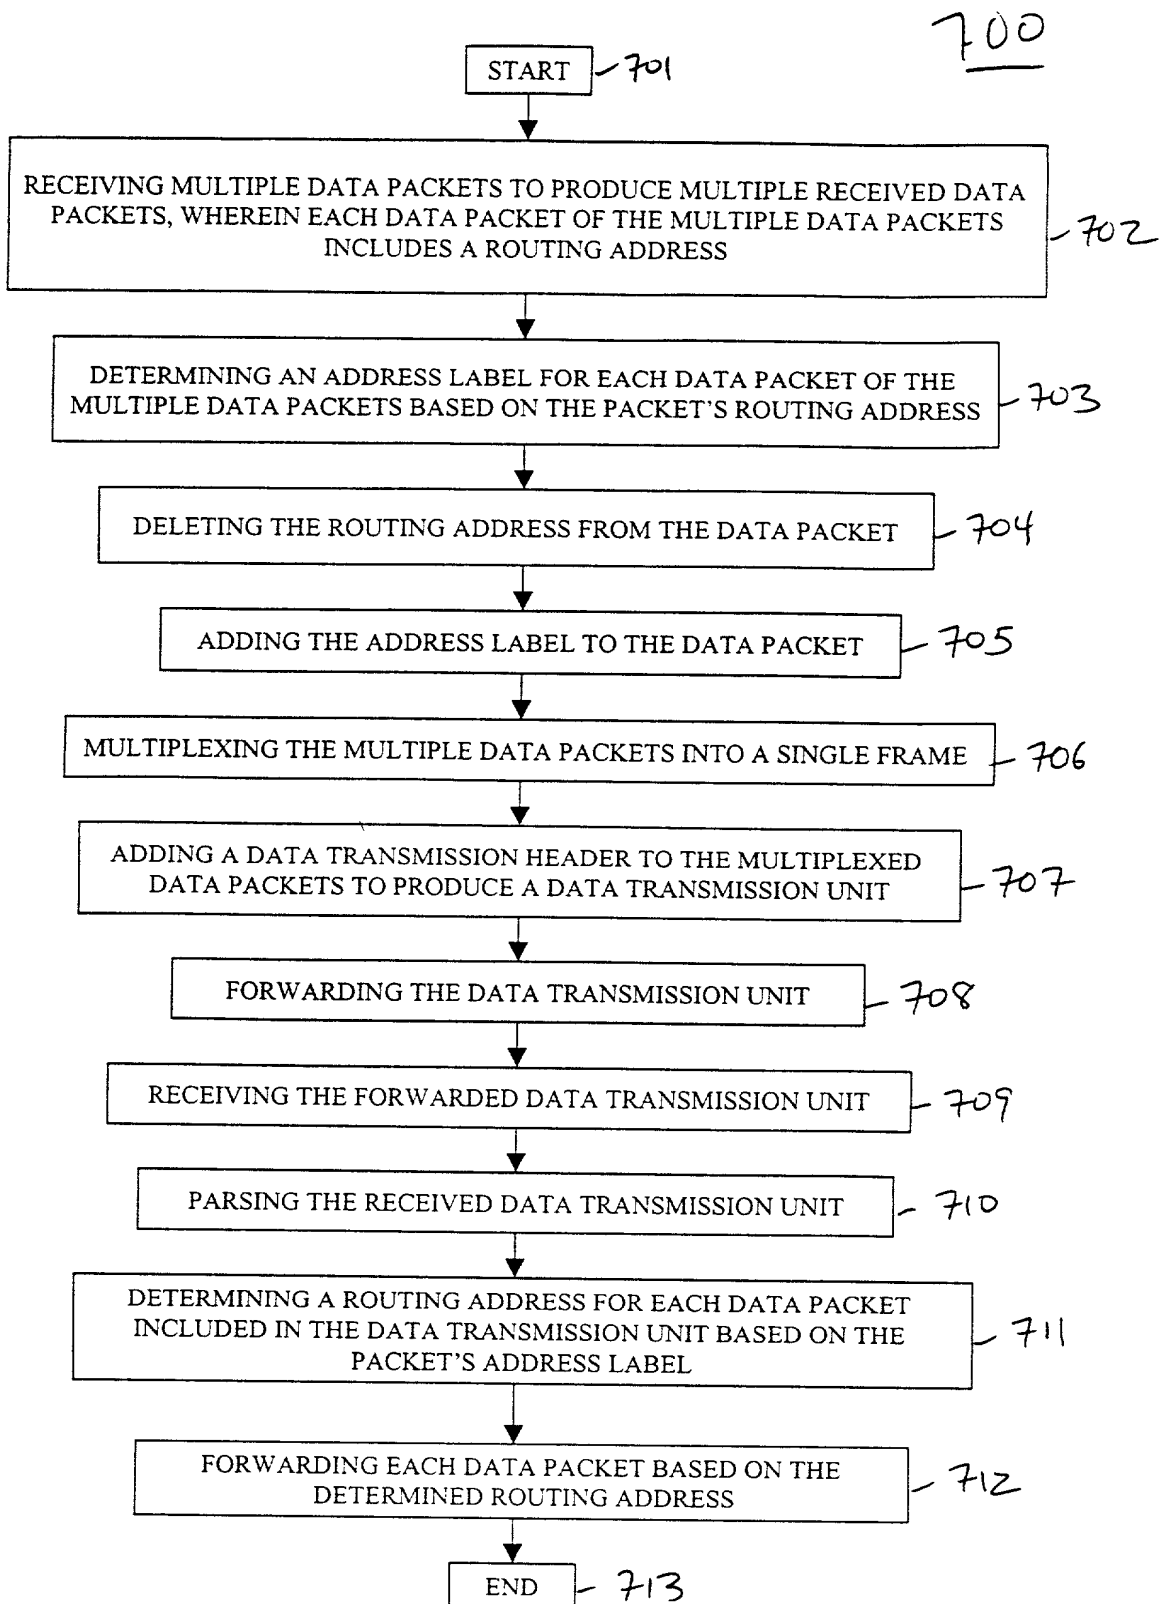 700
START 701
RECEIVING MULTIPLE DATA PACKETS TO PRODUCE MULTIPLE RECEIVED DATA
PACKETS, WHEREIN EACH DATA PACKET OF THE MULTIPLE DATA PACKETS
INCLUDES A ROUTING ADDRESS
702
DETERMINING AN ADDRESS LABEL FOR EACH DATA PACKET OF THE
MULTIPLE DATA PACKETS BASED ON THE PACKET'S ROUTING ADDRESS
703
DELETING THE ROUTING ADDRESS FROM THE DATA PACKET 704
ADDING THE ADDRESS LABEL TO THE DATA PACKET 705
MULTIPLEXING THE MULTIPLE DATA PACKETS INTO A SINGLE FRAME 706
ADDING A DATA TRANSMISSION HEADER TO THE MULTIPLEXED
DATA PACKETS TO PRODUCE A DATA TRANSMISSION UNIT
707
FORWARDING THE DATA TRANSMISSION UNIT 708
RECEIVING THE FORWARDED DATA TRANSMISSION UNIT 709
PARSING THE RECEIVED DATA TRANSMISSION UNIT 710
DETERMINING A ROUTING ADDRESS FOR EACH DATA PACKET
INCLUDED IN THE DATA TRANSMISSION UNIT BASED ON THE
PACKET'S ADDRESS LABEL
711
FORWARDING EACH DATA PACKET BASED ON THE
DETERMINED ROUTING ADDRESS
712
END 713